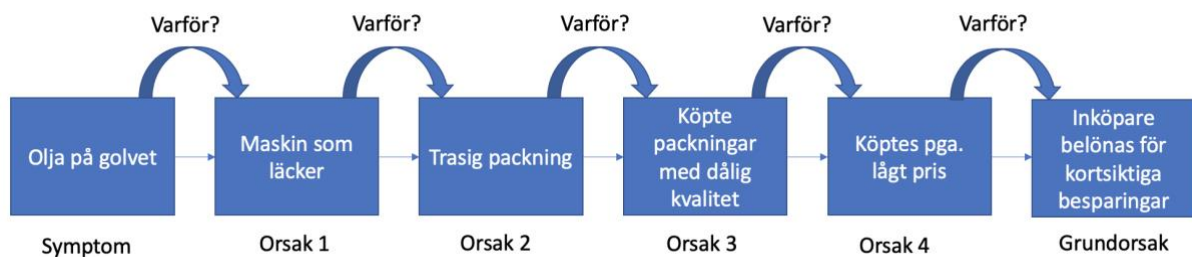 Varför?
Varför?
Varför?
Varför?
Varför?
Olja på golvet
Maskin som
läcker
Trasig packning
Köpte
packningar
med dålig
kvalitet
Köptes pga.
lågt pris
Inköpare
belönas för
kortsiktiga
besparingar
Symptom
Orsak 1
Orsak 2
Orsak 3
Orsak 4
Grundorsak